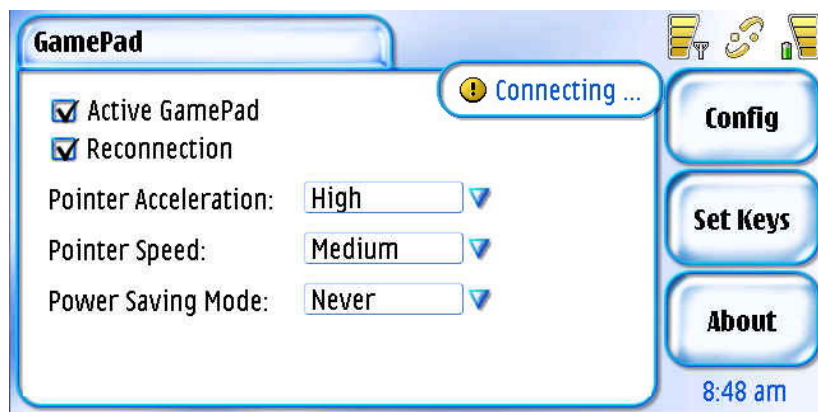 GamePad
Connecting ...
Active GamePad
Reconnection
Pointer Acceleration: High
Pointer Speed: Medium
Power Saving Mode: Never
Config
Set Keys
About
8:48 am